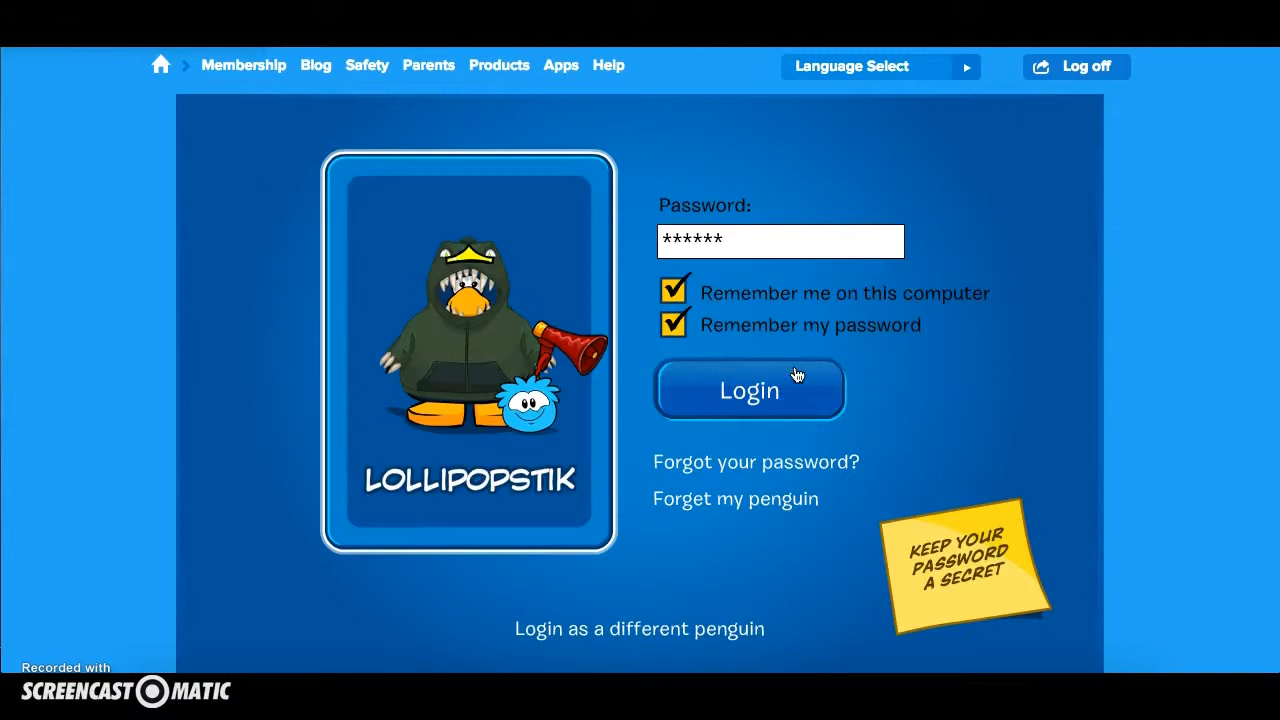 Membership Blog Safety Parents Products Apps Help Language Select Log off
Password:
******
Remember me on this computer
Remember my password
Login
Forgot your password?
Forget my penguin
LOLLIPOPSTIK
KEEP YOUR
PASSWORD
A SECRET
Login as a different penguin
Recorded with
SCREENCAST MATIC